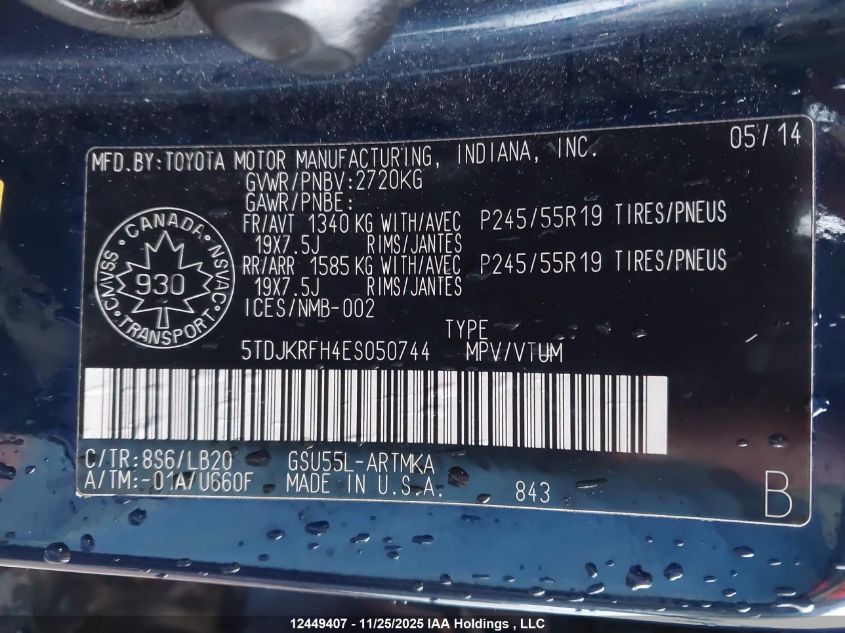 05/14
MFD.BY:TOYOTA MOTOR MANUFACTURING, INDIANA, INC.
GVWR/PNBV:2720KG
GAWR/PNBE:
FR/AVT 1340 KG WITH/AVEC P245/55R19 TIRES/PNEUS
19X7.5J RIMS/JANTES
RR/ARR 1585 KG WITH/AVEC P245/55R19 TIRES/PNEUS
19X7.5J RIMS/JANTES
ICES/NMB-002
CANADA
CMVSS · NSVAC
930
TRANSPORT
TYPE
5TDJKRFH4ES050744 MPV/VTUM
C/TR:8S6/LB20 GSU55L-ARTMKA
A/TM:-01A/U660F MADE IN U.S.A. 843 B
12449407 - 11/25/2025 IAA Holdings , LLC